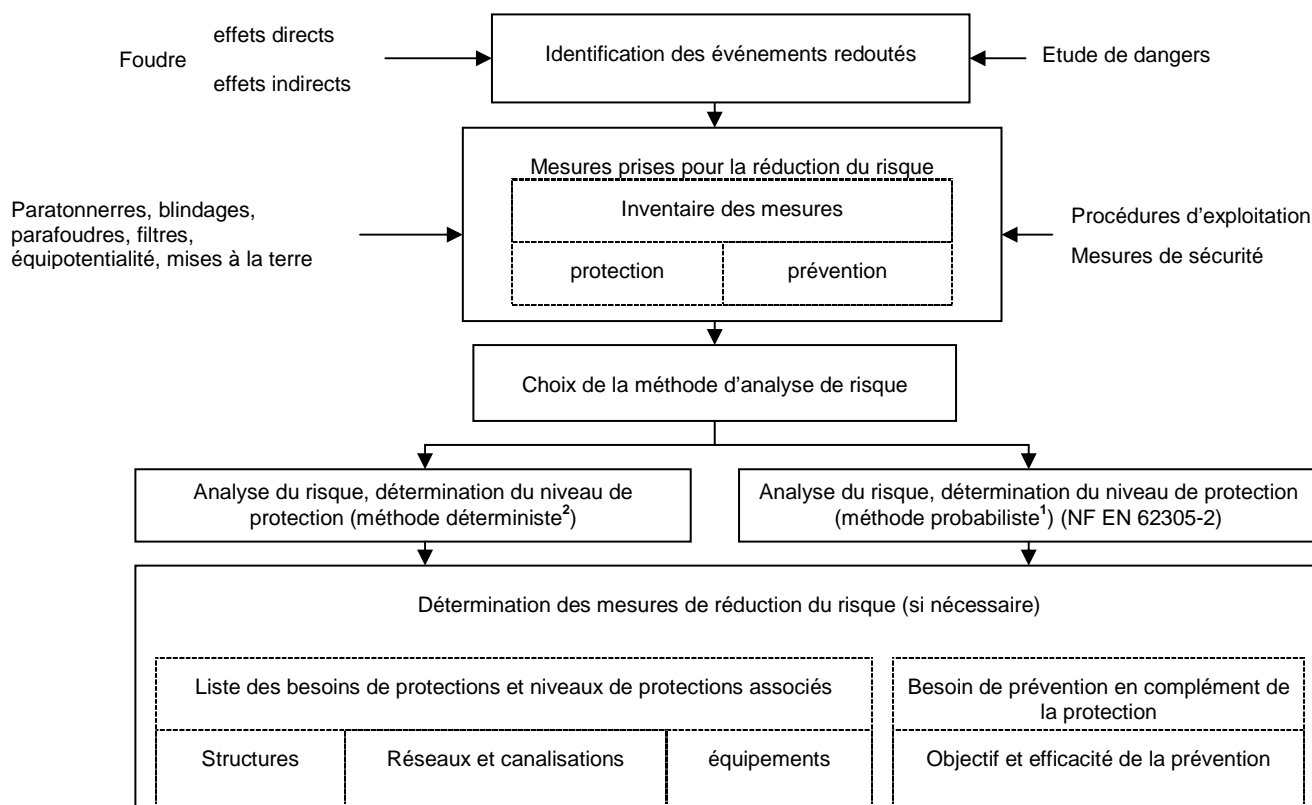 effets directs
Foudre
effets indirects
Identification des événements redoutés
Etude de dangers
Mesures prises pour la réduction du risque
Inventaire des mesures
protection
prévention
Paratonnerres, blindages,
parafoudres, filtres,
équipotentialité, mises à la terre
Procédures d’exploitation
Mesures de sécurité
Choix de la méthode d’analyse de risque
Analyse du risque, détermination du niveau de
protection (méthode déterministe²)
Analyse du risque, détermination du niveau de protection
(méthode probabiliste¹) (NF EN 62305-2)
Détermination des mesures de réduction du risque (si nécessaire)
Liste des besoins de protections et niveaux de protections associés
Structures
Réseaux et canalisations
équipements
Besoin de prévention en complément de
la protection
Objectif et efficacité de la prévention